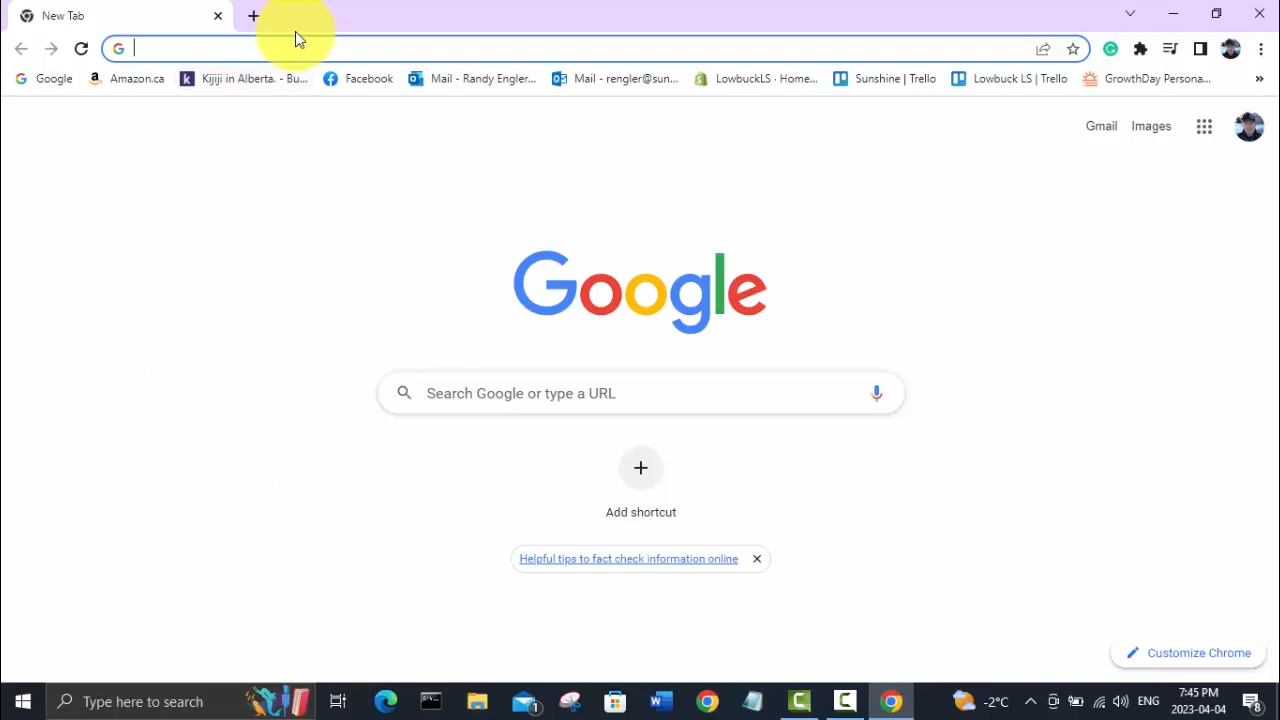 New Tab
Google
Amazon.ca
Kijiji in Alberta. - Bu...
Facebook
Mail - Randy Engler...
Mail - rengler@sun...
LowbuckLS · Home...
Sunshine | Trello
Lowbuck LS | Trello
GrowthDay Persona...
Gmail
Images
Google
Search Google or type a URL
Add shortcut
Helpful tips to fact check information online
Customize Chrome
Type here to search
1
-2°C
ENG
7:45 PM
2023-04-04
8